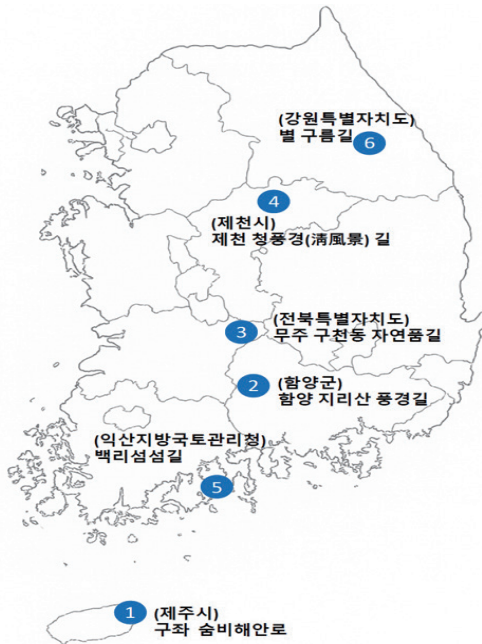 (강원특별자치도)
별 구름길
6
4
(제천시)
제천 청풍경(淸風景) 길
3
(전북특별자치도)
무주 구천동 자연품길
2
(함양군)
함양 지리산 풍경길
(익산지방국토관리청)
백리섬섬길
5
1
(제주시)
구좌 숨비해안로